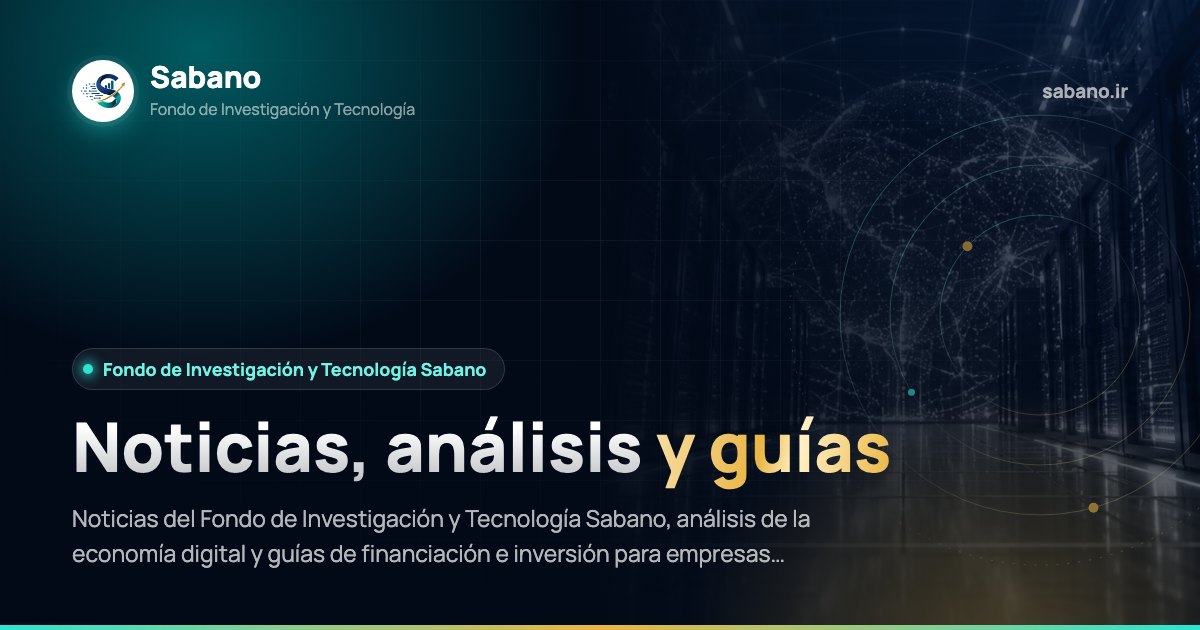 Sabano
Fondo de Investigación y Tecnología
sabano.ir
Fondo de Investigación y Tecnología Sabano
Noticias, análisis y guías
Noticias del Fondo de Investigación y Tecnología Sabano, análisis de la
economía digital y guías de financiación e inversión para empresas...